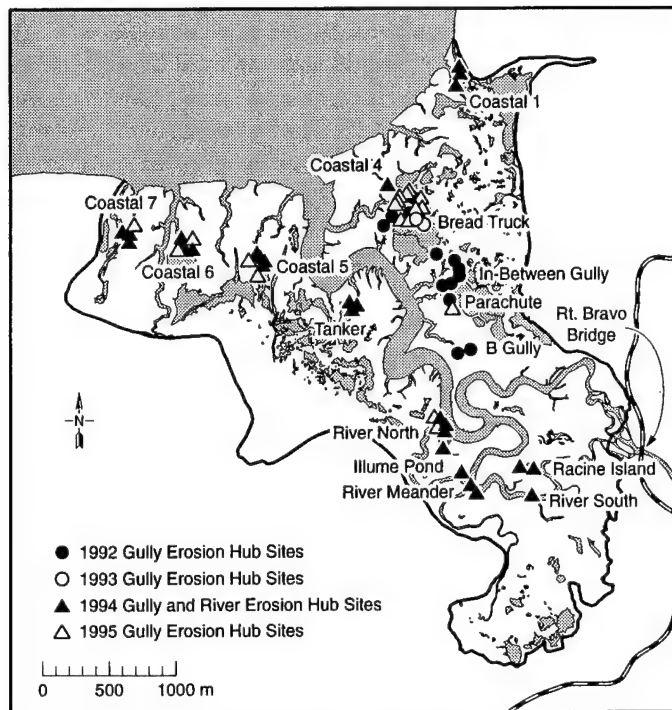 Coastal 1
Coastal 4
Coastal 7
Bread Truck
Coastal 6
Coastal 5
In-Between Gully
Parachute
Rt. Bravo
Bridge
Tanker
B Gully
-N-
River North
Illume Pond
Racine Island
River Meander
River South
1992 Gully Erosion Hub Sites
1993 Gully Erosion Hub Sites
1994 Gully and River Erosion Hub Sites
1995 Gully Erosion Hub Sites
0 500 1000 m